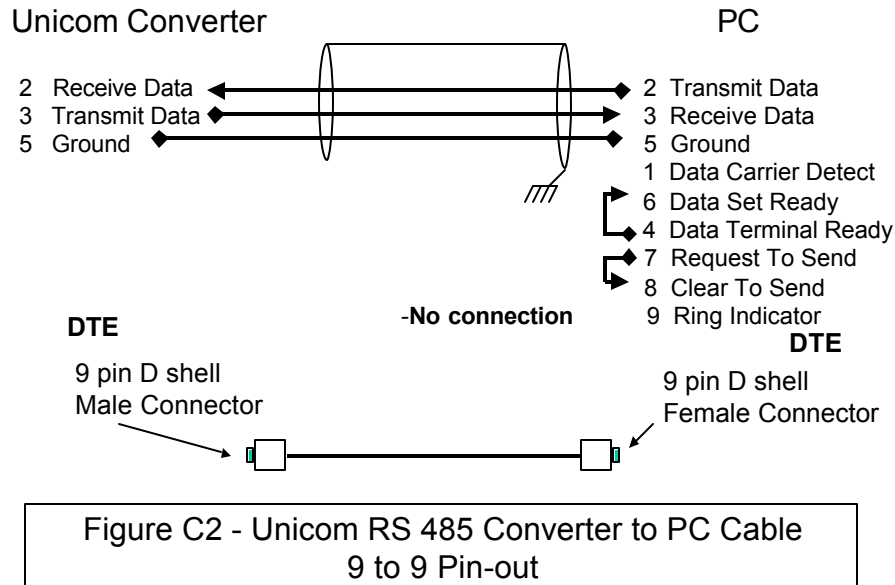 Unicom Converter
PC
2 Receive Data
2 Transmit Data
3 Transmit Data
3 Receive Data
5 Ground
5 Ground
1 Data Carrier Detect
6 Data Set Ready
4 Data Terminal Ready
7 Request To Send
8 Clear To Send
-No connection
9 Ring Indicator
DTE
DTE
9 pin D shell
Male Connector
9 pin D shell
Female Connector
Figure C2 - Unicom RS 485 Converter to PC Cable
9 to 9 Pin-out